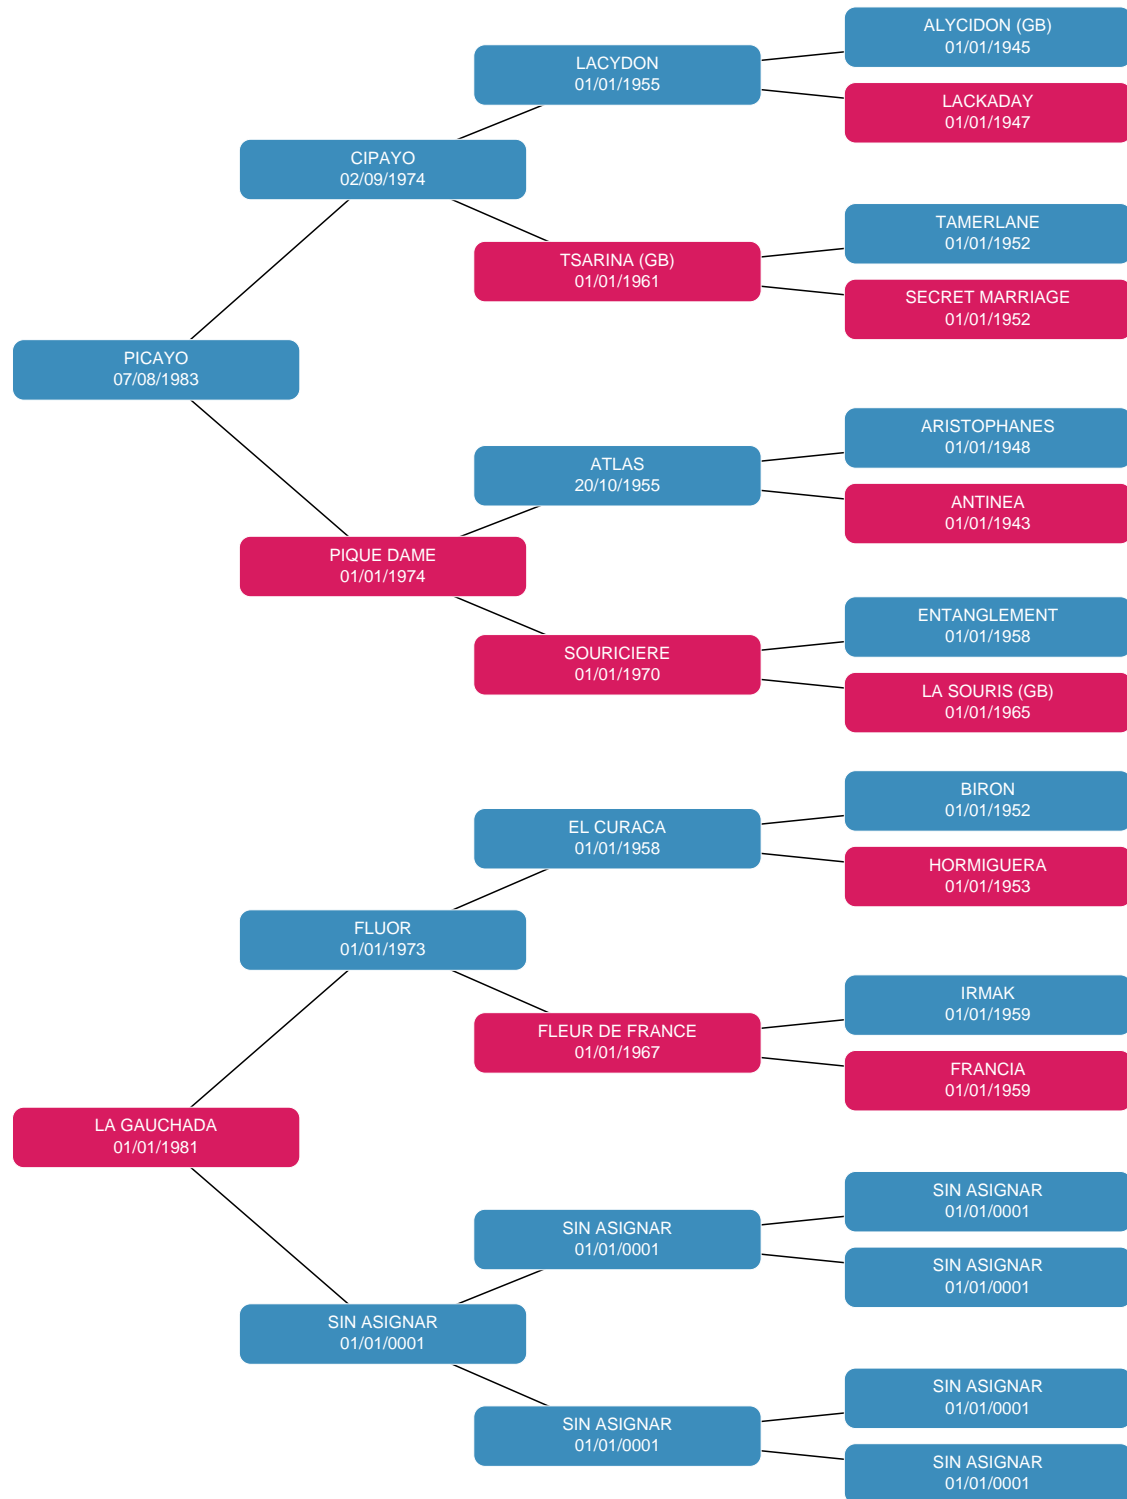 ALYCIDON (GB)
01/01/1945
LACYDON
01/01/1955
LACKADAY
01/01/1947
CIPAYO
02/09/1974
TAMERLANE
01/01/1952
TSARINA (GB)
01/01/1961
SECRET MARRIAGE
01/01/1952
PICAYO
07/08/1983
ARISTOPHANES
01/01/1948
ATLAS
20/10/1955
ANTINEA
01/01/1943
PIQUE DAME
01/01/1974
ENTANGLEMENT
01/01/1958
SOURICIERE
01/01/1970
LA SOURIS (GB)
01/01/1965
BIRON
01/01/1952
EL CURACA
01/01/1958
HORMIGUERA
01/01/1953
FLUOR
01/01/1973
IRMAK
01/01/1959
FLEUR DE FRANCE
01/01/1967
FRANCIA
01/01/1959
LA GAUCHADA
01/01/1981
SIN ASIGNAR
01/01/0001
SIN ASIGNAR
01/01/0001
SIN ASIGNAR
01/01/0001
SIN ASIGNAR
01/01/0001
SIN ASIGNAR
01/01/0001
SIN ASIGNAR
01/01/0001
SIN ASIGNAR
01/01/0001